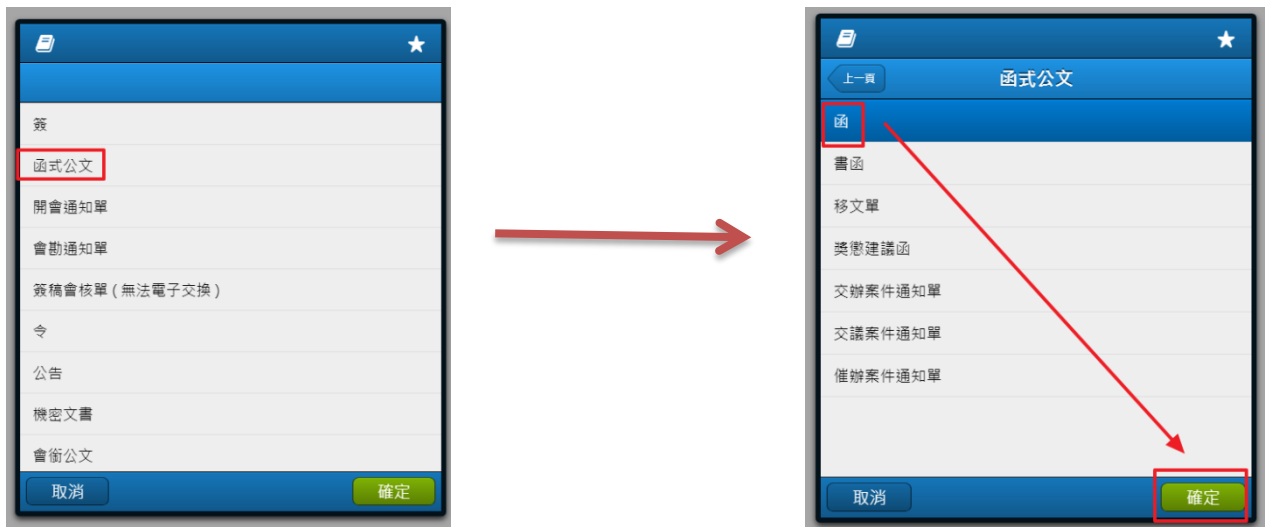 簽
函式公文
開會通知單
會勘通知單
簽稿會核單 ( 無法電子交換 )
令
公告
機密文書
會銜公文
取消
確定
上一頁
函式公文
函
書函
移文單
獎懲建議函
交辦案件通知單
交議案件通知單
催辦案件通知單
取消
確定